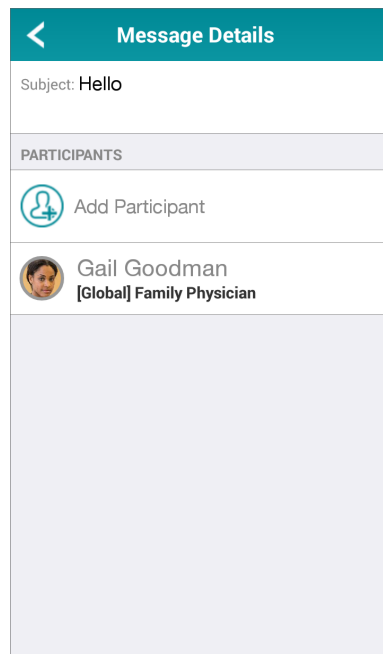 Message Details
Subject: Hello
PARTICIPANTS
Add Participant
Gail Goodman
[Global] Family Physician